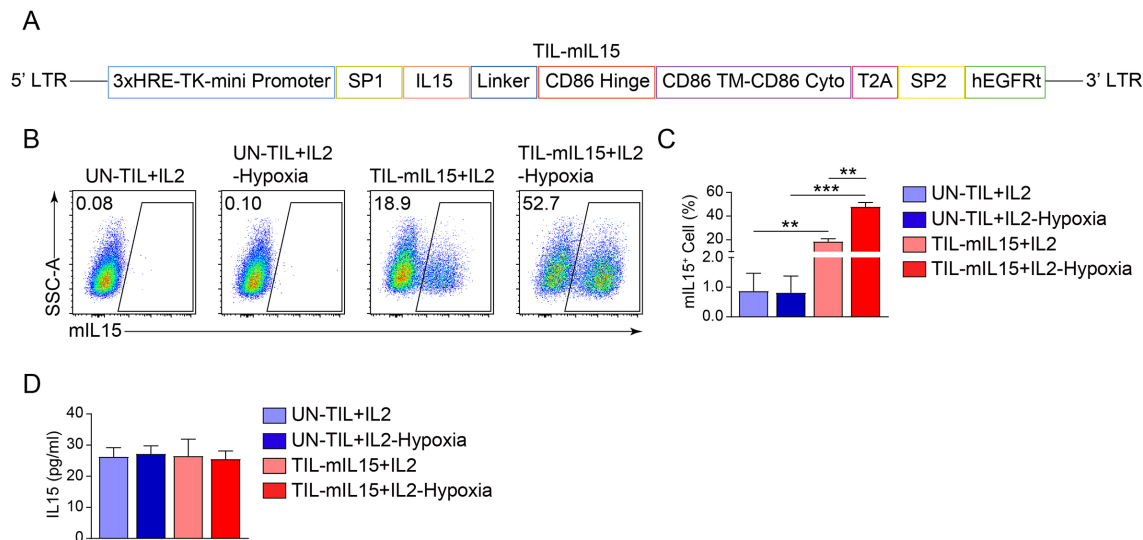 A
TIL-mIL15
5' LTR 3xHRE-TK-mini Promoter SP1 IL15 Linker CD86 Hinge CD86 TM-CD86 Cyto T2A SP2 hEGFRt 3' LTR
B
UN-TIL+IL2
UN-TIL+IL2
-Hypoxia
TIL-mIL15+IL2
TIL-mIL15+IL2
-Hypoxia
0.08
0.10
18.9
52.7
SSC-A
mIL15
C
mIL15+ Cell (%)
60
40
20
2.0
1.0
0.0
**
***
**
UN-TIL+IL2
UN-TIL+IL2-Hypoxia
TIL-mIL15+IL2
TIL-mIL15+IL2-Hypoxia
D
IL15 (pg/ml)
40
30
20
10
0
UN-TIL+IL2
UN-TIL+IL2-Hypoxia
TIL-mIL15+IL2
TIL-mIL15+IL2-Hypoxia